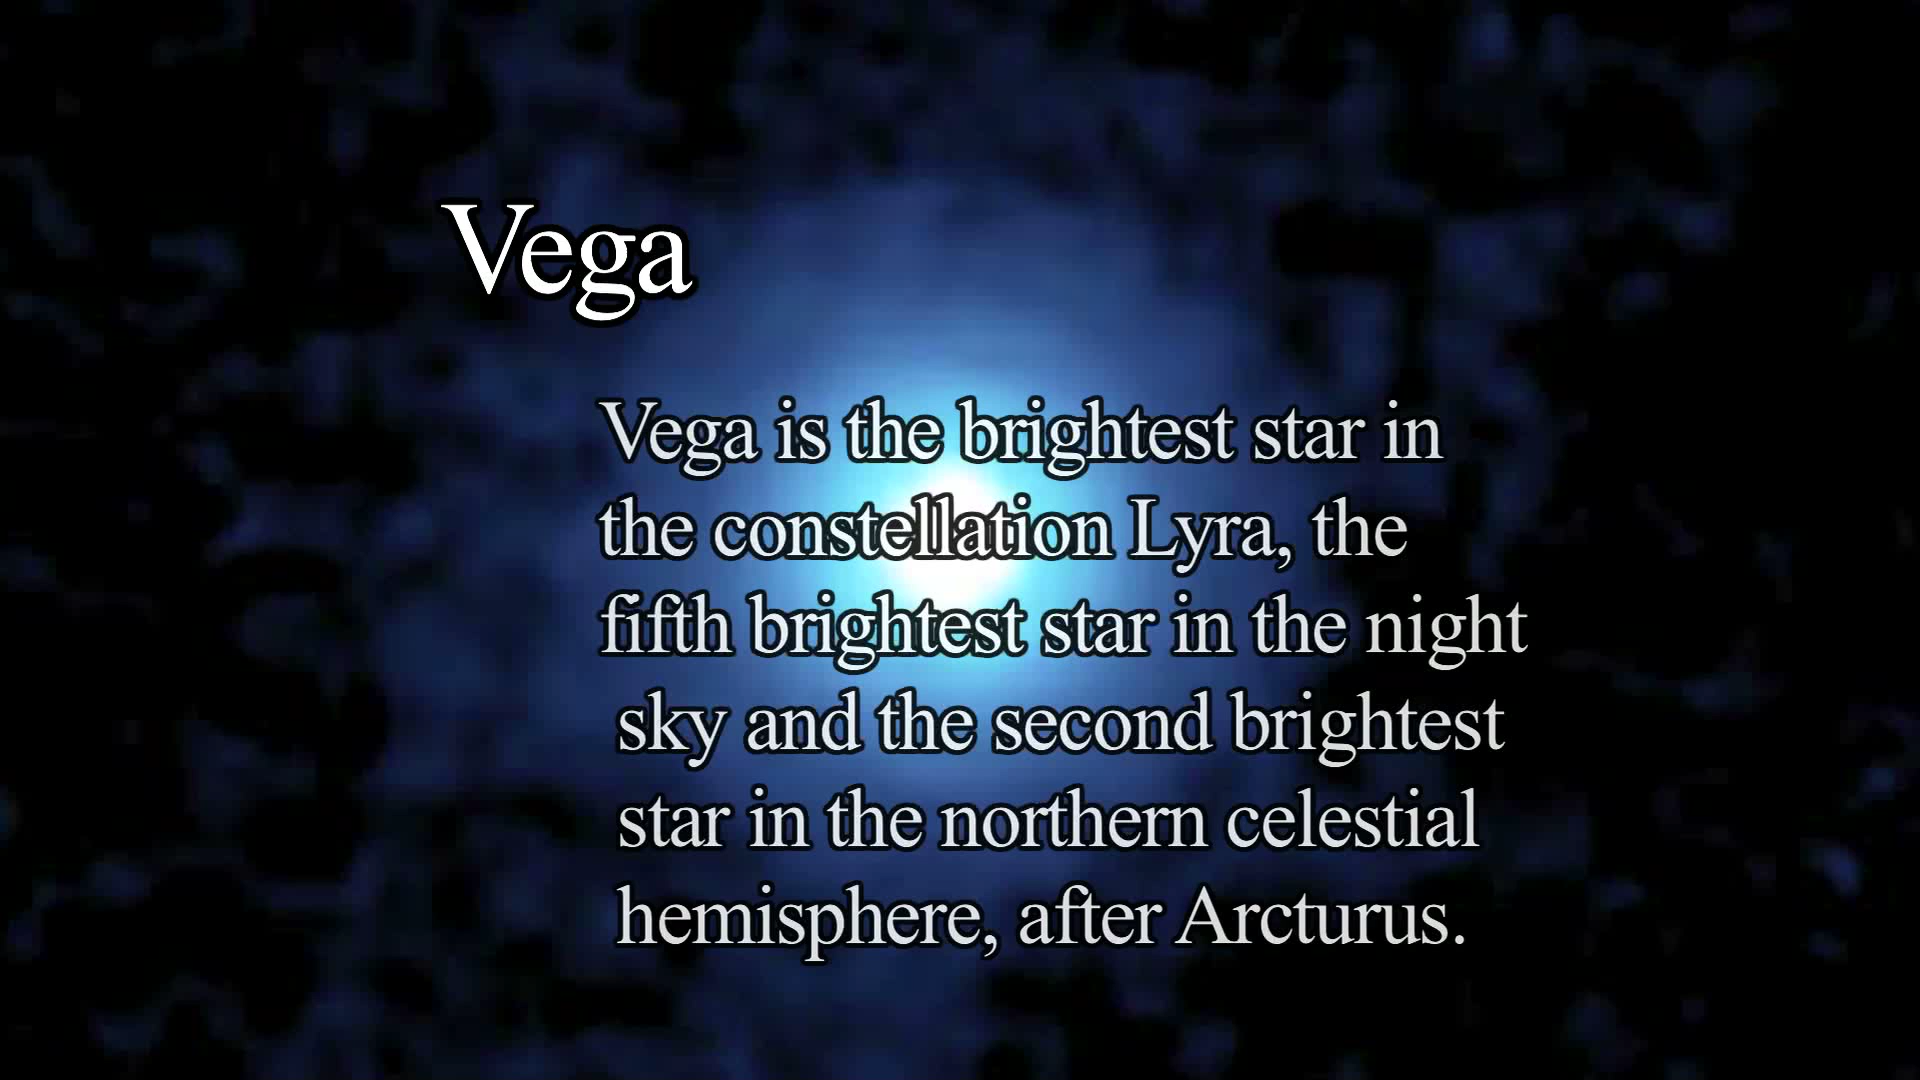 Vega
Vega is the brightest star in
the constellation Lyra, the
fifth brightest star in the night
sky and the second brightest
star in the northern celestial
hemisphere, after Arcturus.